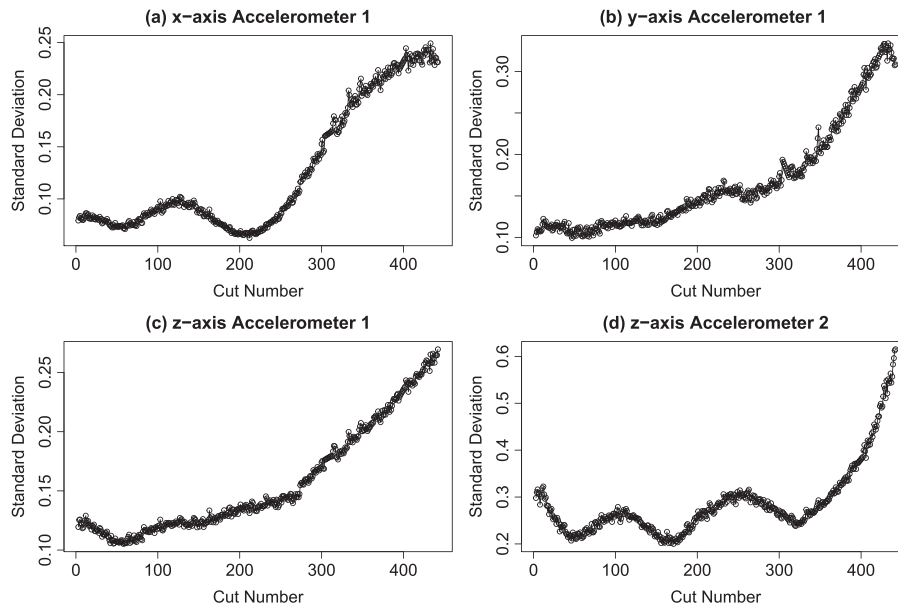 (a) x−axis Accelerometer 1
Standard Deviation
0.25
0.20
0.15
0.10
0 100 200 300 400
Cut Number
(b) y−axis Accelerometer 1
Standard Deviation
0.30
0.20
0.10
0 100 200 300 400
Cut Number
(c) z−axis Accelerometer 1
Standard Deviation
0.25
0.20
0.15
0.10
0 100 200 300 400
Cut Number
(d) z−axis Accelerometer 2
Standard Deviation
0.6
0.5
0.4
0.3
0.2
0 100 200 300 400
Cut Number